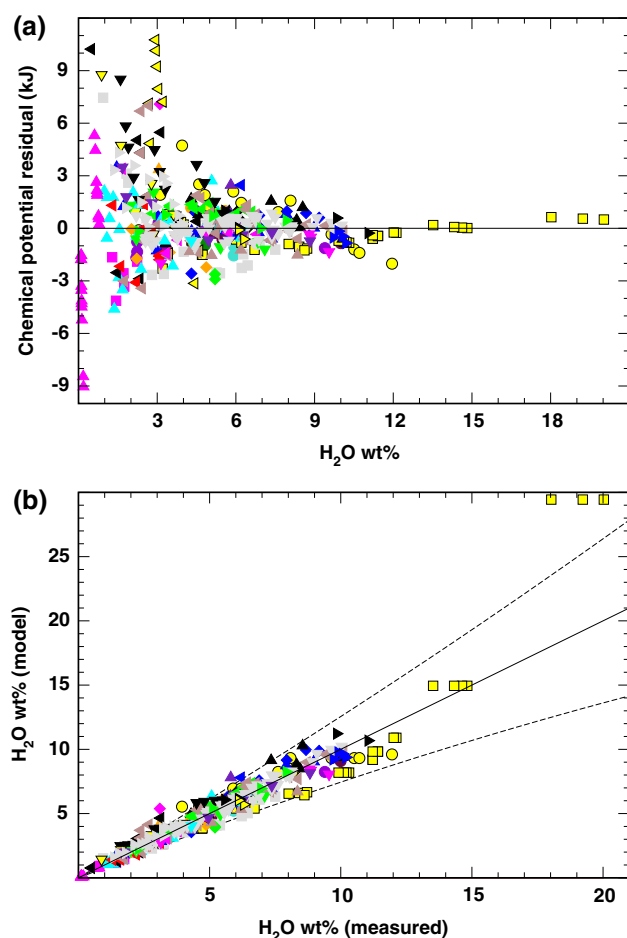 (a)
Chemical potential residual (kJ)
9
6
3
0
-3
-6
-9
3 6 9 12 15 18
H₂O wt%
(b)
H₂O wt% (model)
25
20
15
10
5
5 10 15 20
H₂O wt% (measured)